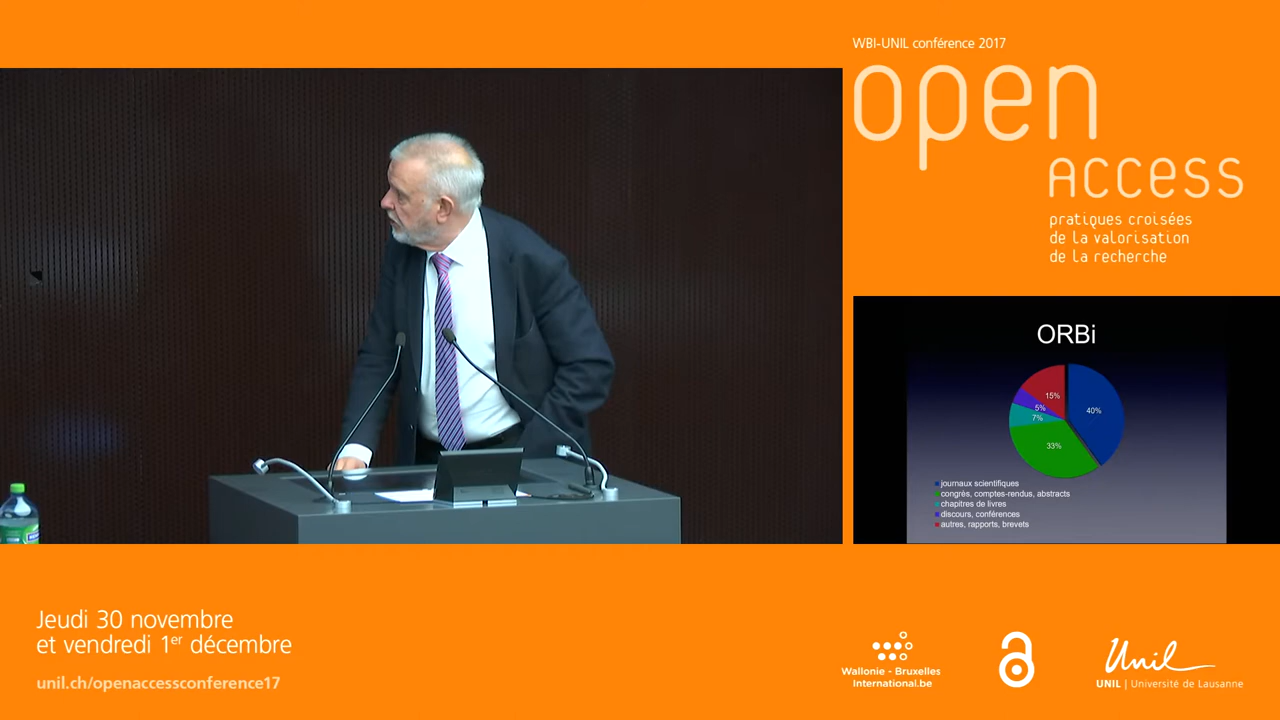 WBI-UNIL conférence 2017
open
access
pratiques croisées
de la valorisation
de la recherche
ORBi
15%
40%
5%
7%
33%
journaux scientifiques
congrès, comptes-rendus, abstracts
chapitres de livres
discours, conférences
autres, rapports, brevets
Jeudi 30 novembre
et vendredi 1er décembre
unil.ch/openaccessconference17
Wallonie - Bruxelles
International.be
Unil
UNIL | Université de Lausanne